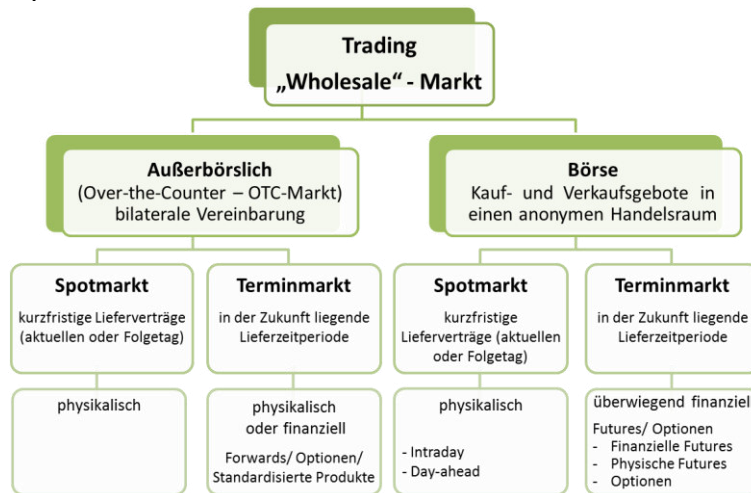 Trading
„Wholesale“ - Markt
Außerbörslich
(Over-the-Counter – OTC-Markt)
bilaterale Vereinbarung
Börse
Kauf- und Verkaufsgebote in
einen anonymen Handelsraum
Spotmarkt
kurzfristige Lieferverträge
(aktuellen oder Folgetag)
Terminmarkt
in der Zukunft liegende
Lieferzeitperiode
Spotmarkt
kurzfristige
Lieferverträge (aktuellen
oder Folgetag)
Terminmarkt
in der Zukunft liegende
Lieferzeitperiode
physikalisch
physikalisch
oder finanziell
Forwards/ Optionen/
Standardisierte Produkte
physikalisch
- Intraday
- Day-ahead
überwiegend finanziell
Futures/ Optionen
- Finanzielle Futures
- Physische Futures
- Optionen